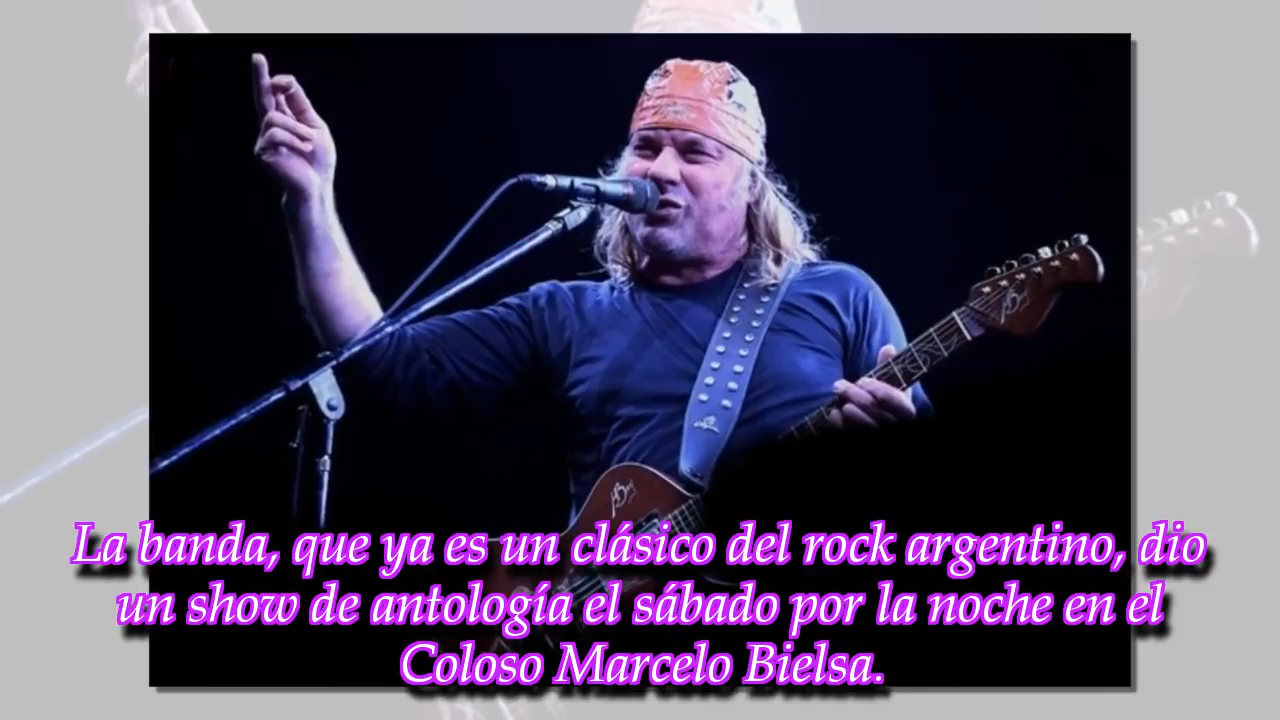 La banda, que ya es un clásico del rock argentino, dio
un show de antología el sábado por la noche en el
Coloso Marcelo Bielsa.